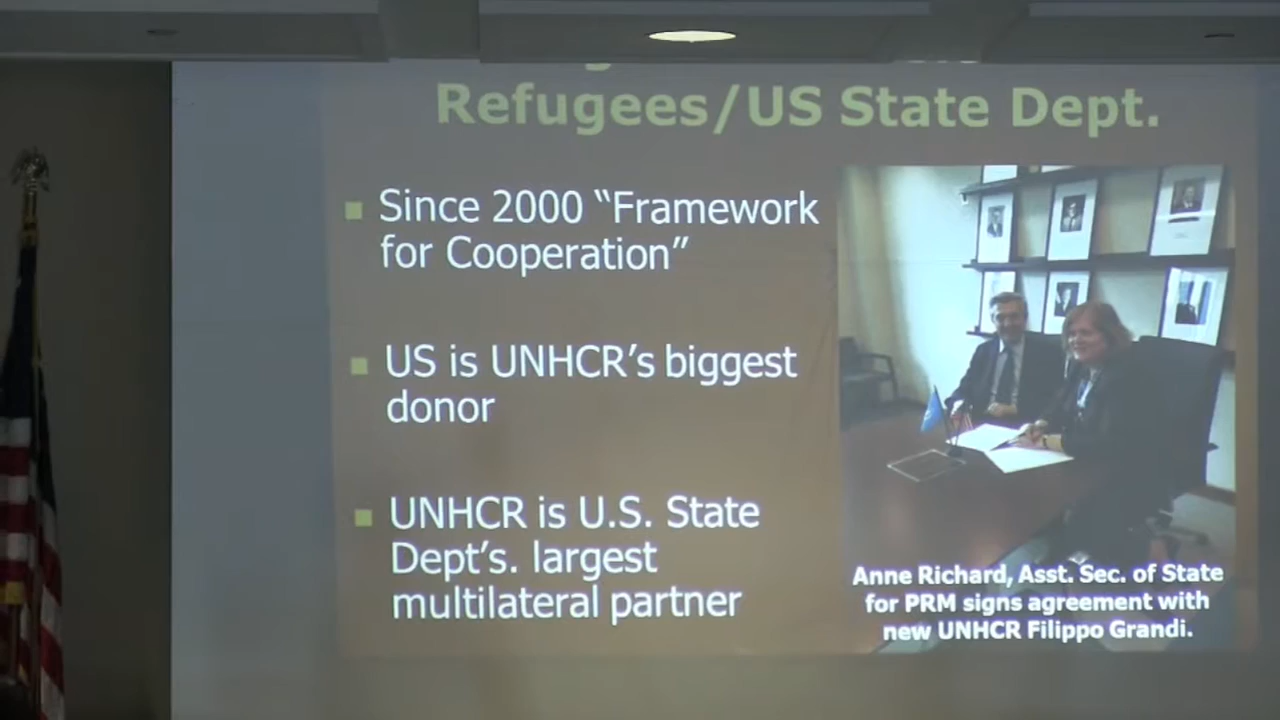 Refugees/US State Dept.
Since 2000 “Framework
for Cooperation”
US is UNHCR’s biggest
donor
UNHCR is U.S. State
Dept’s. largest
multilateral partner
Anne Richard, Asst. Sec. of State
for PRM signs agreement with
new UNHCR Filippo Grandi.